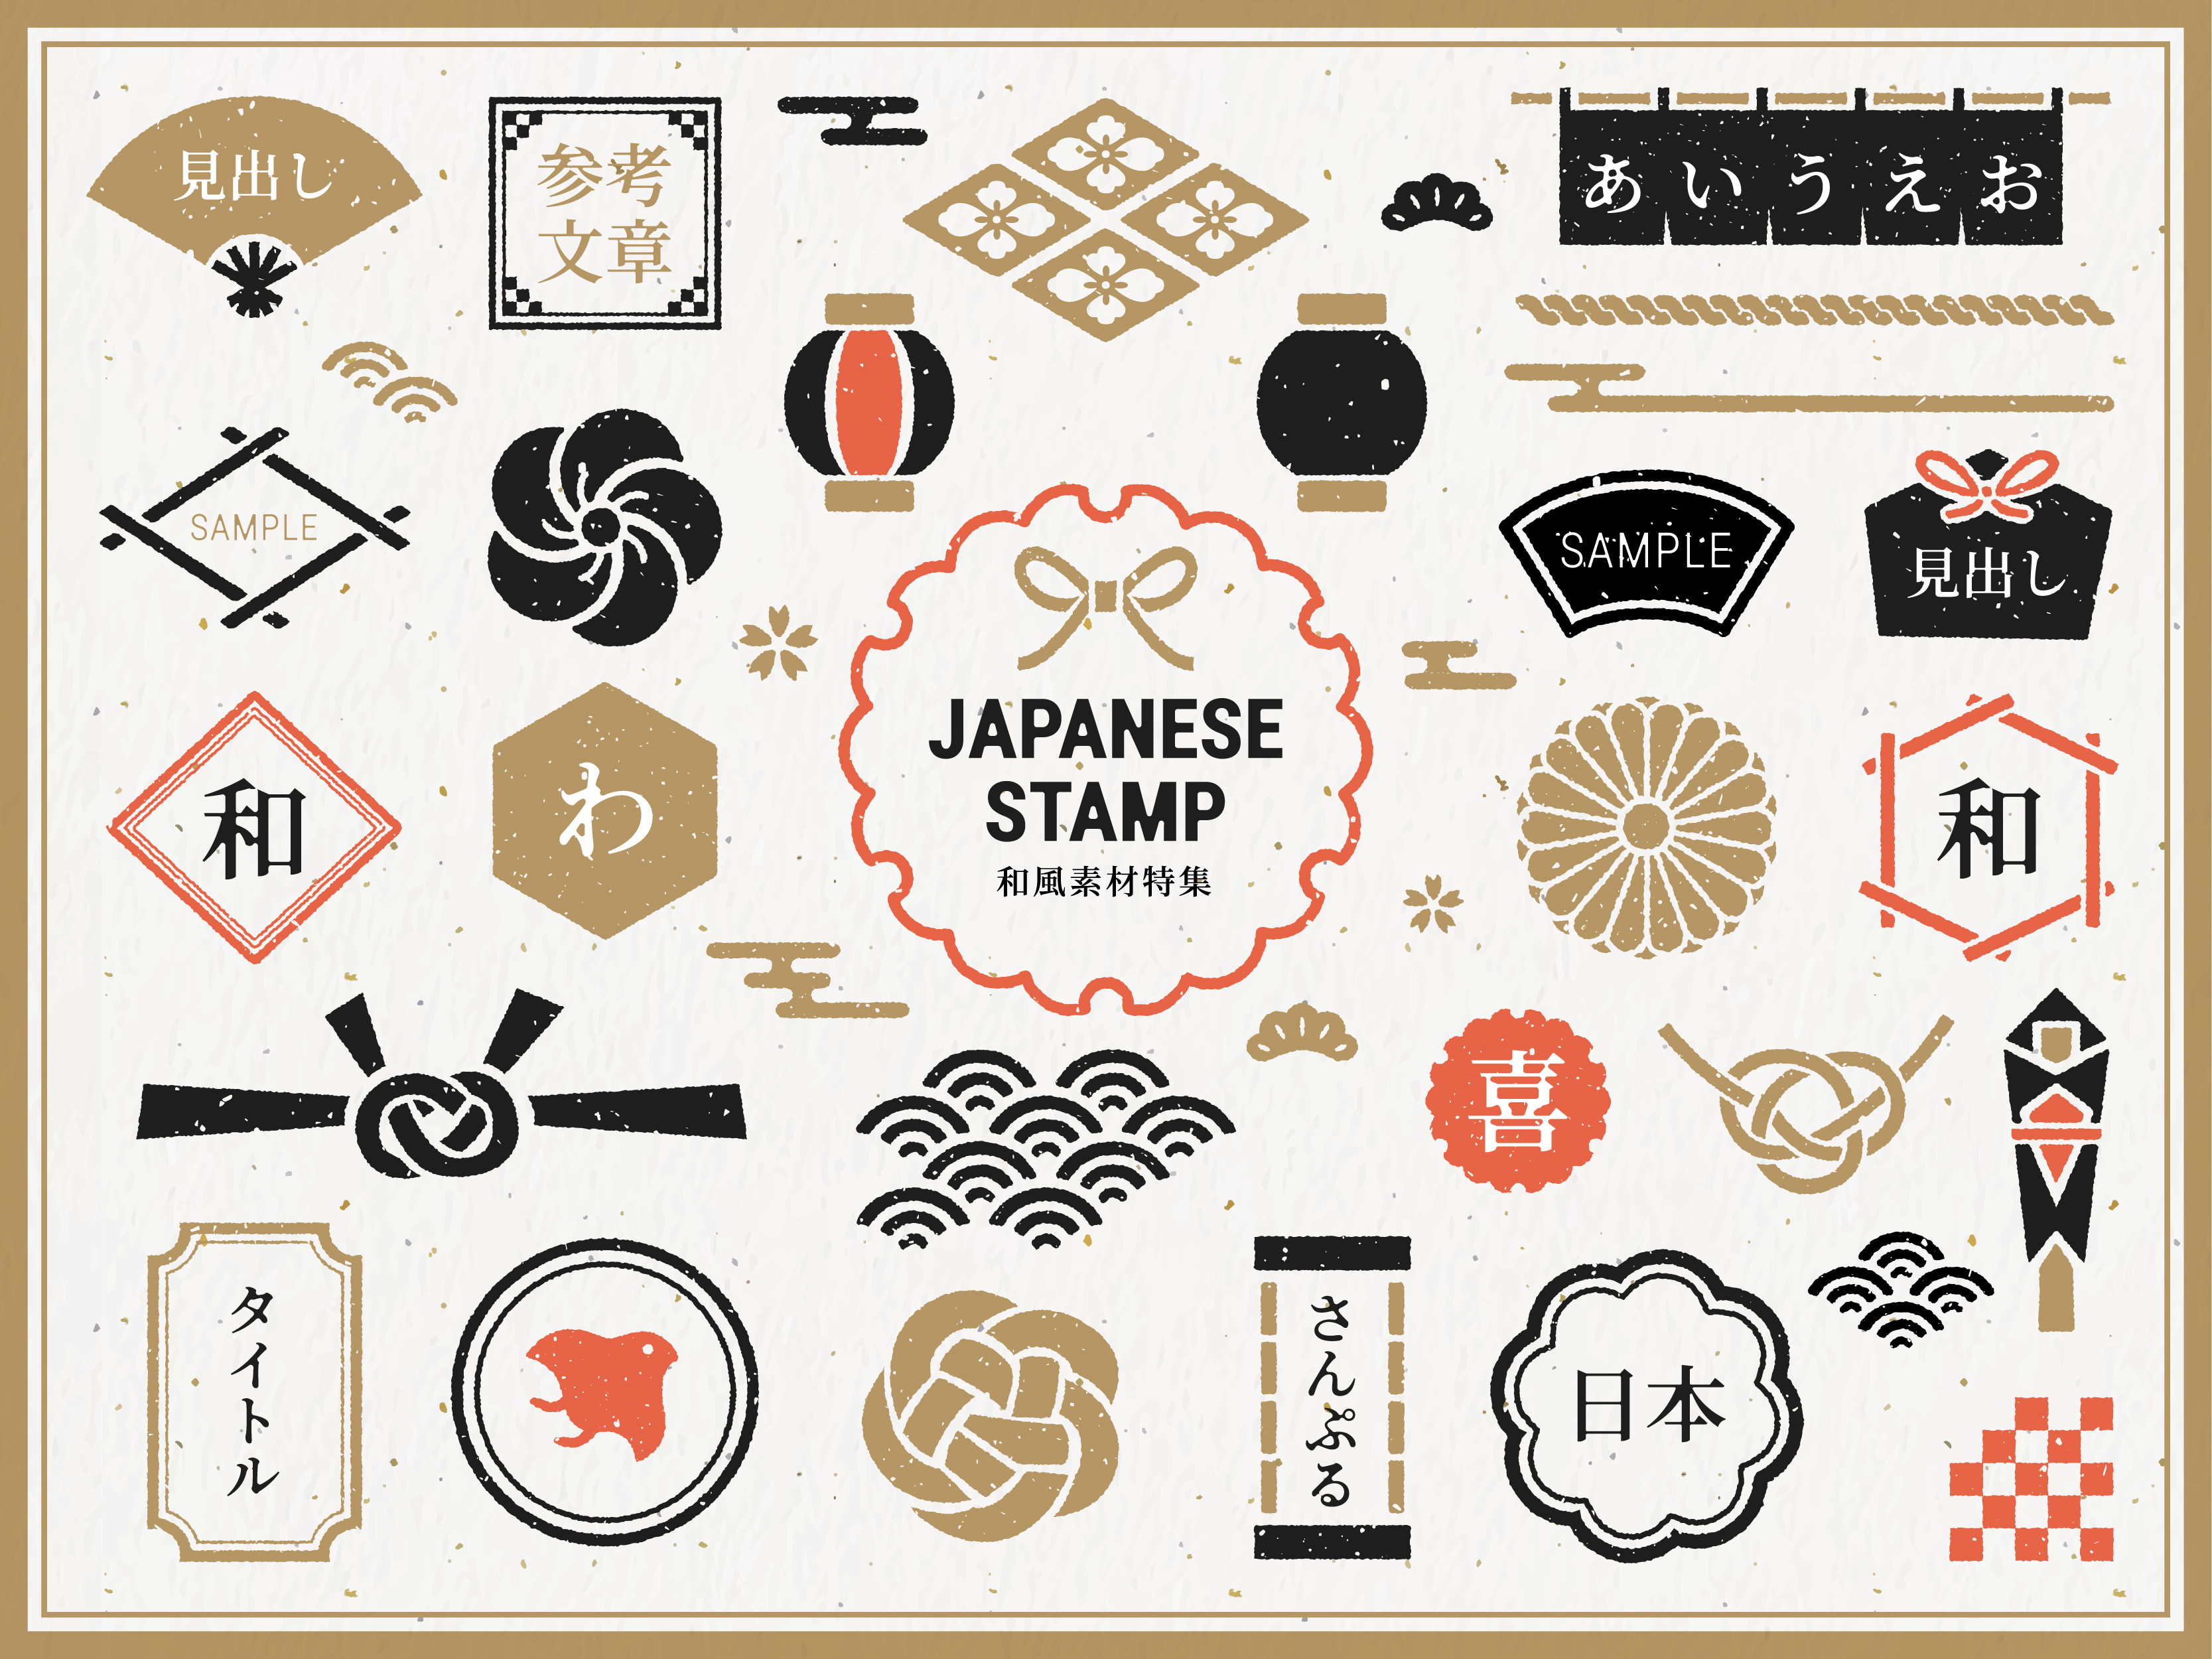 見出し
参考
文章
あいうえお
SAMPLE
SAMPLE
見出し
和
わ
JAPANESE
STAMP
和風素材特集
和
喜
タイトル
さんぷる
日本